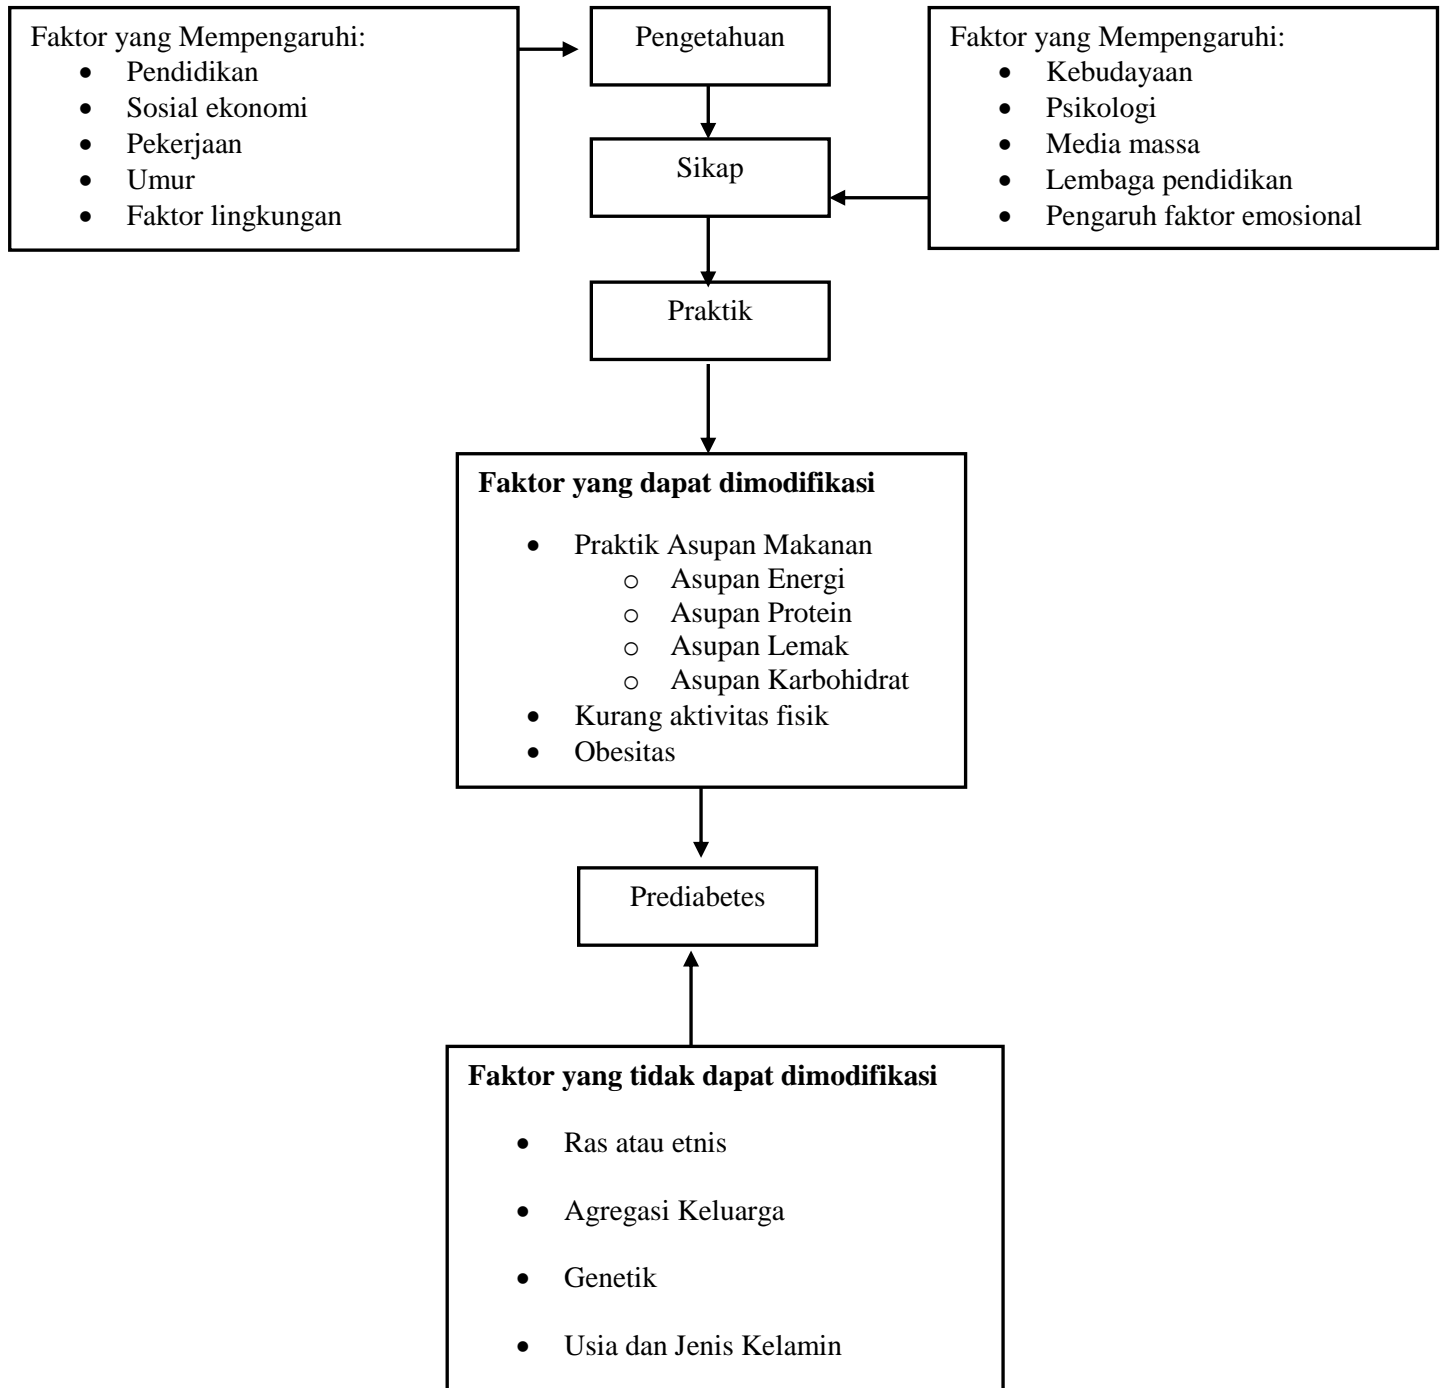 Faktor yang Mempengaruhi:
• Pendidikan
• Sosial ekonomi
• Pekerjaan
• Umur
• Faktor lingkungan
Pengetahuan
Faktor yang Mempengaruhi:
• Kebudayaan
• Psikologi
• Media massa
• Lembaga pendidikan
• Pengaruh faktor emosional
Sikap
Praktik
Faktor yang dapat dimodifikasi
• Praktik Asupan Makanan
o Asupan Energi
o Asupan Protein
o Asupan Lemak
o Asupan Karbohidrat
• Kurang aktivitas fisik
• Obesitas
Prediabetes
Faktor yang tidak dapat dimodifikasi
• Ras atau etnis
• Agregasi Keluarga
• Genetik
• Usia dan Jenis Kelamin